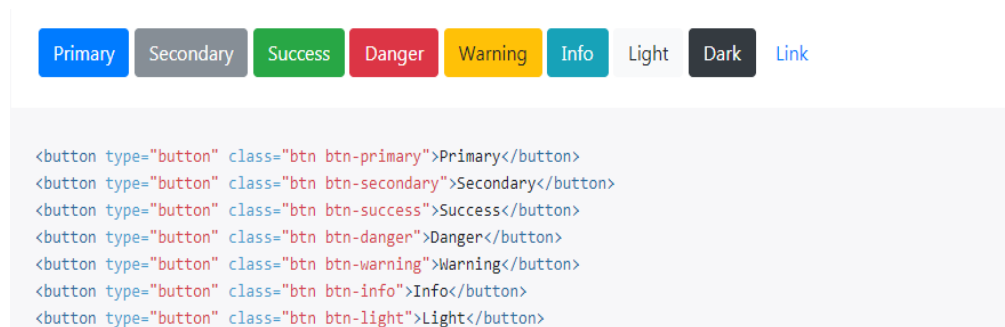 Primary Secondary Success Danger Warning Info Light Dark Link
<button type="button" class="btn btn-primary">Primary</button>
<button type="button" class="btn btn-secondary">Secondary</button>
<button type="button" class="btn btn-success">Success</button>
<button type="button" class="btn btn-danger">Danger</button>
<button type="button" class="btn btn-warning">Warning</button>
<button type="button" class="btn btn-info">Info</button>
<button type="button" class="btn btn-light">Light</button>